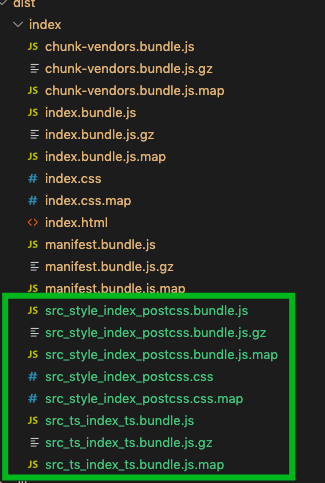 dist
index
JS chunk-vendors.bundle.js
chunk-vendors.bundle.js.gz
JS chunk-vendors.bundle.js.map
JS index.bundle.js
index.bundle.js.gz
JS index.bundle.js.map
# index.css
# index.css.map
<> index.html
JS manifest.bundle.js
manifest.bundle.js.gz
JS manifest.bundle.js.map
JS src_style_index_postcss.bundle.js
src_style_index_postcss.bundle.js.gz
JS src_style_index_postcss.bundle.js.map
# src_style_index_postcss.css
# src_style_index_postcss.css.map
JS src_ts_index_ts.bundle.js
src_ts_index_ts.bundle.js.gz
JS src_ts_index_ts.bundle.js.map